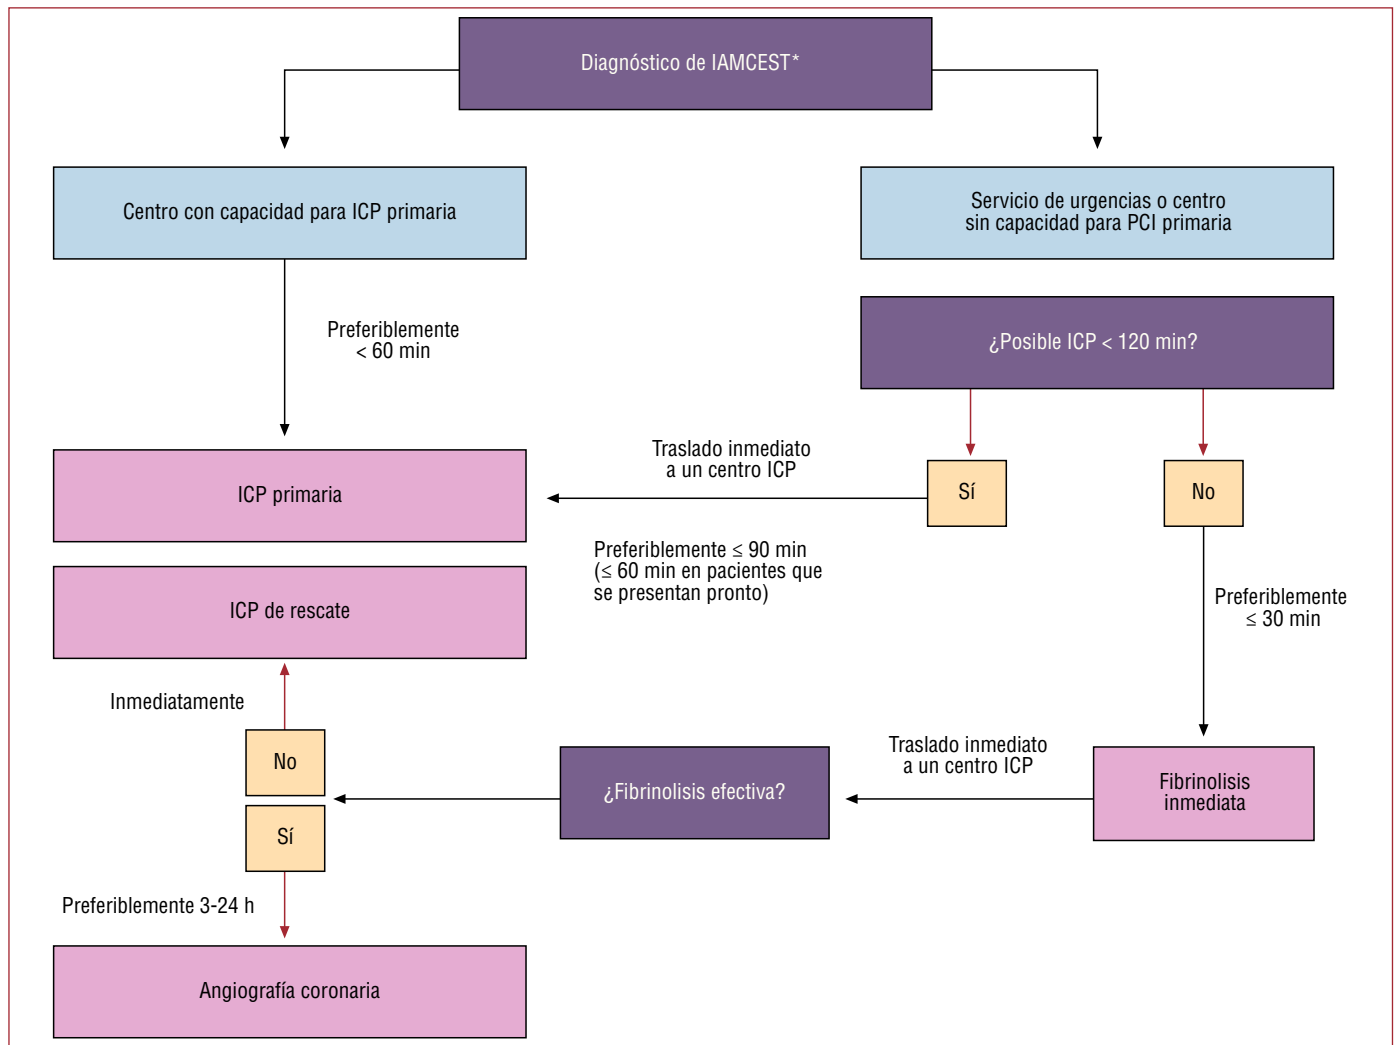 Diagnóstico de IAMCEST*
Centro con capacidad para ICP primaria
Servicio de urgencias o centro
sin capacidad para PCI primaria
Preferiblemente
< 60 min
¿Posible ICP < 120 min?
Traslado inmediato
a un centro ICP
Sí
No
ICP primaria
Preferiblemente ≤ 90 min
(≤ 60 min en pacientes que
se presentan pronto)
Preferiblemente
≤ 30 min
ICP de rescate
Inmediatamente
No
Sí
¿Fibrinolisis efectiva?
Traslado inmediato
a un centro ICP
Fibrinolisis
inmediata
Preferiblemente 3-24 h
Angiografía coronaria